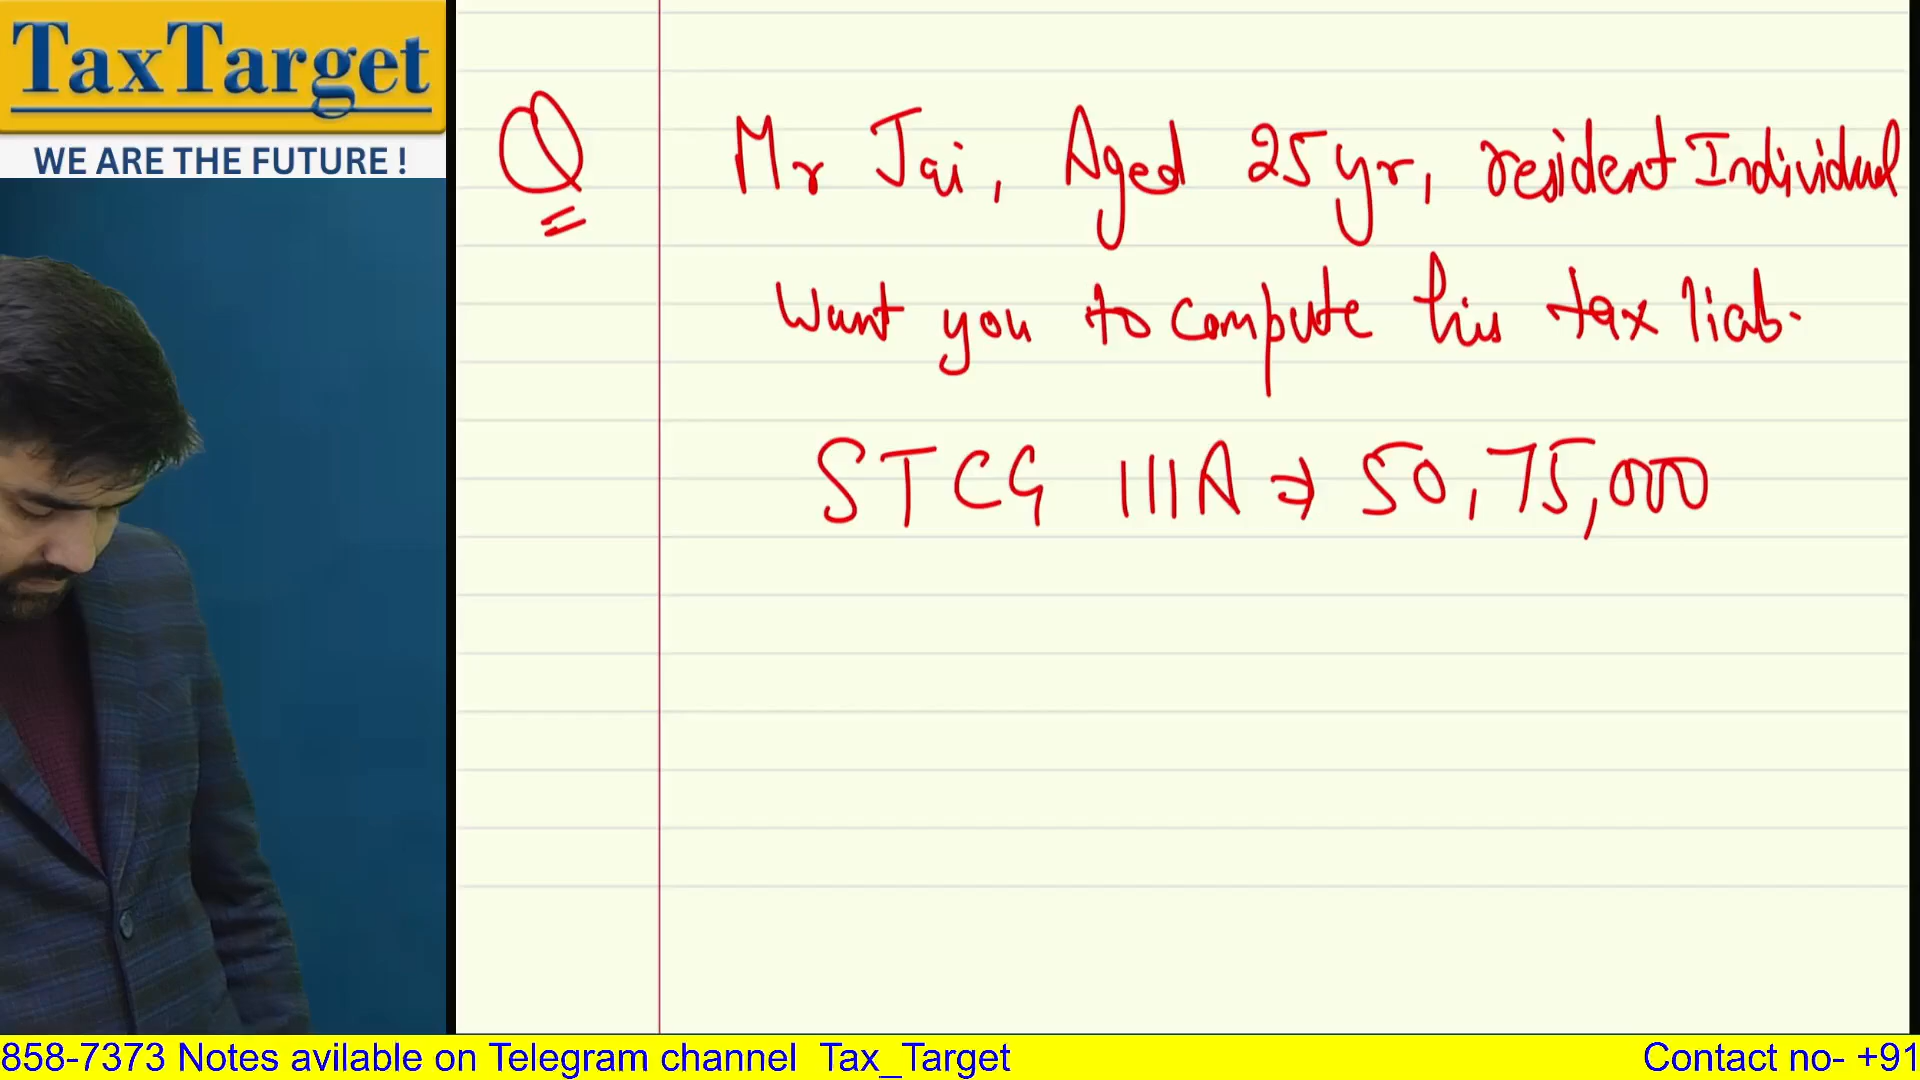 TaxTarget
WE ARE THE FUTURE !
Q Mr Jai, Aged 25yr, resident Individual
Want you to compute his tax liab.
STCG 111A ⇒ 50,75,000
858-7373 Notes avilable on Telegram channel Tax_Target Contact no- +91